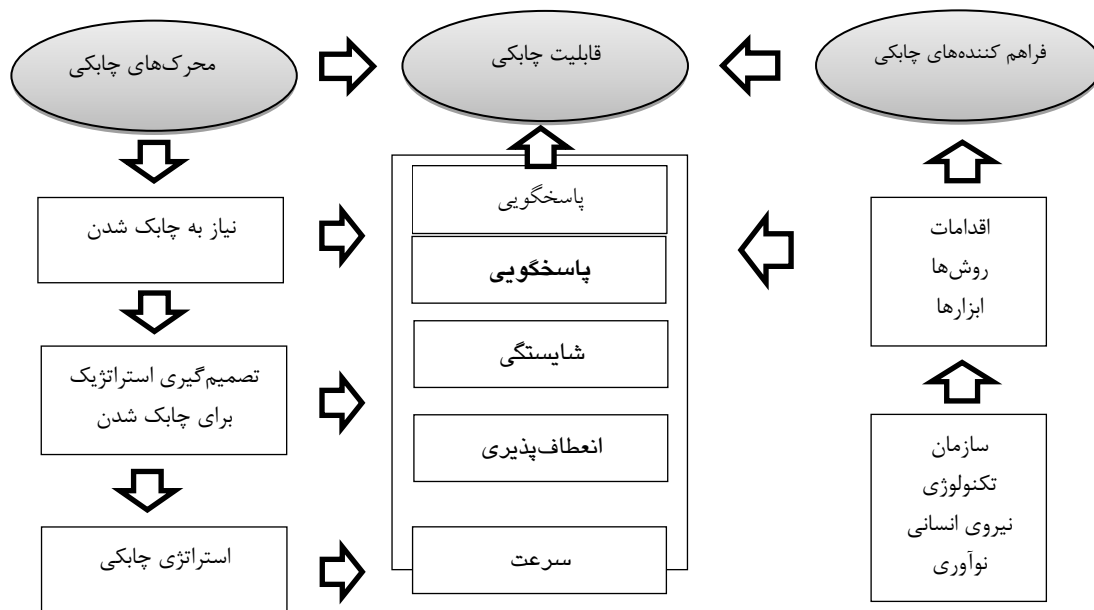 فراهم کننده‌های چابکی
قابلیت چابکی
محرک‌های چابکی
اقدامات
روش‌ها
ابزارها
سازمان
تکنولوژی
نیروی انسانی
نوآوری
پاسخگویی
پاسخگویی
شایستگی
انعطاف‌پذیری
سرعت
نیاز به چابک شدن
تصمیم‌گیری استراتژیک
برای چابک شدن
استراتژی چابکی